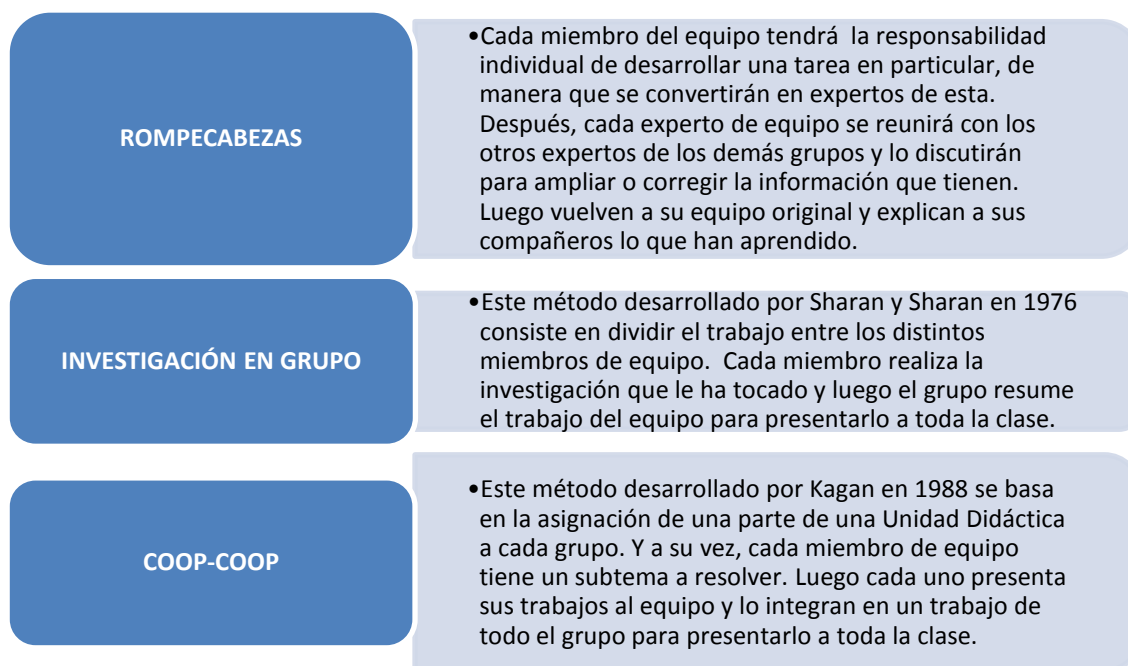 ROMPECABEZAS
•Cada miembro del equipo tendrá  la responsabilidad
individual de desarrollar una tarea en particular, de
manera que se convertirán en expertos de esta.
Después, cada experto de equipo se reunirá con los
otros expertos de los demás grupos y lo discutirán
para ampliar o corregir la información que tienen.
Luego vuelven a su equipo original y explican a sus
compañeros lo que han aprendido.
INVESTIGACIÓN EN GRUPO
•Este método desarrollado por Sharan y Sharan en 1976
consiste en dividir el trabajo entre los distintos
miembros de equipo.  Cada miembro realiza la
investigación que le ha tocado y luego el grupo resume
el trabajo del equipo para presentarlo a toda la clase.
COOP-COOP
•Este método desarrollado por Kagan en 1988 se basa
en la asignación de una parte de una Unidad Didáctica
a cada grupo. Y a su vez, cada miembro de equipo
tiene un subtema a resolver. Luego cada uno presenta
sus trabajos al equipo y lo integran en un trabajo de
todo el grupo para presentarlo a toda la clase.